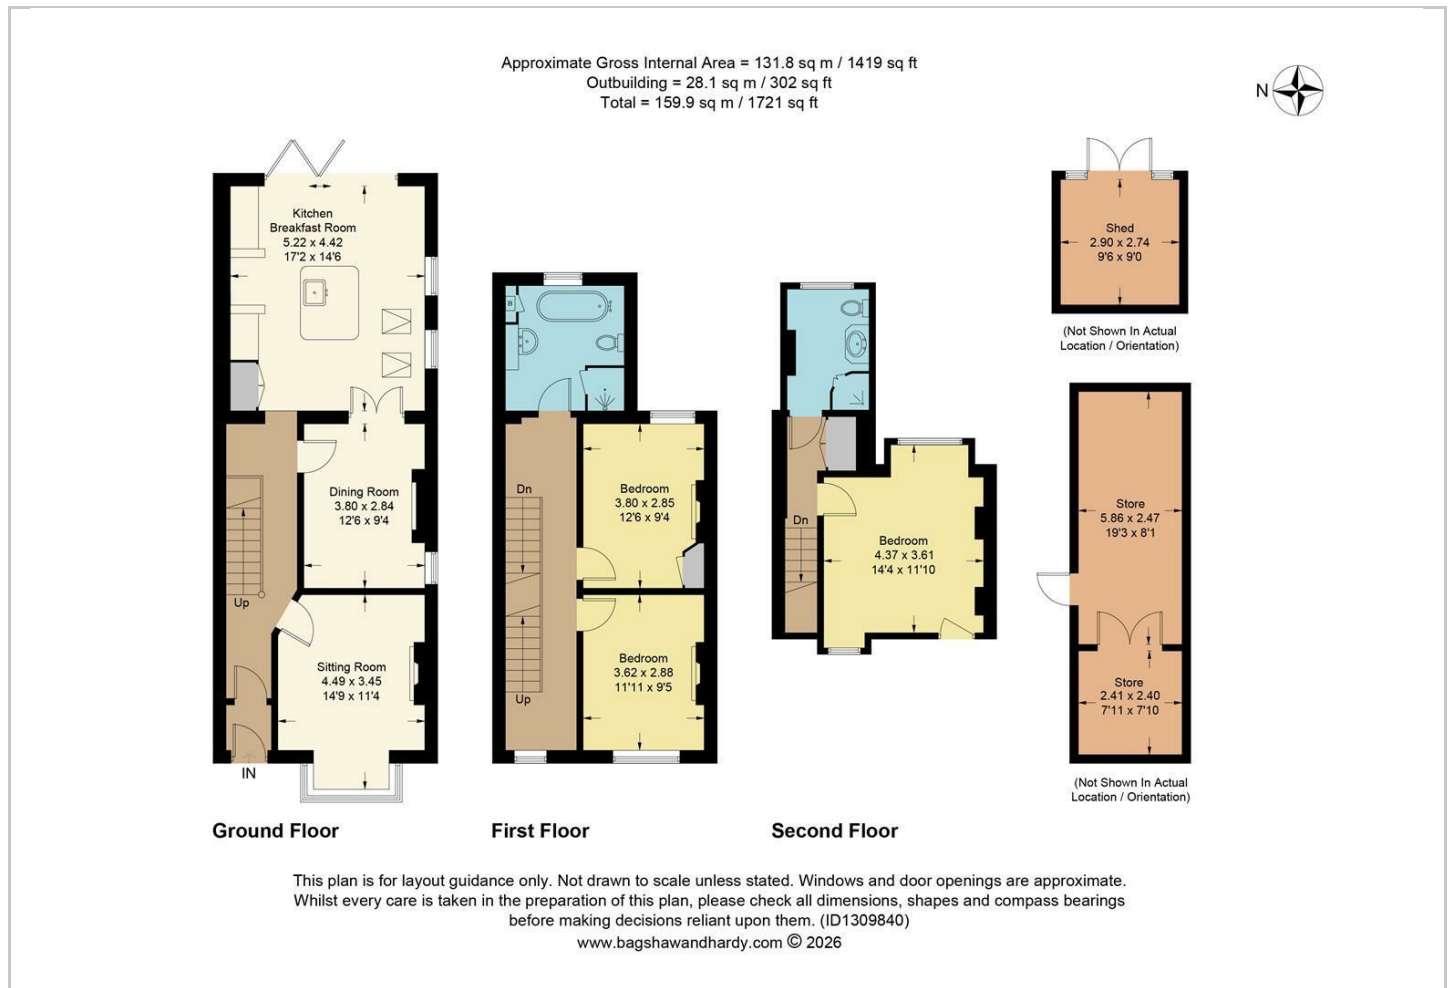 Approximate Gross Internal Area = 131.8 sq m / 1419 sq ft
Outbuilding = 28.1 sq m / 302 sq ft
Total = 159.9 sq m / 1721 sq ft
N
Kitchen
Breakfast Room
5.22 x 4.42
17'2 x 14'6
Dining Room
3.80 x 2.84
12'6 x 9'4
Up
Sitting Room
4.49 x 3.45
14'9 x 11'4
IN
Ground Floor
B
Dn
Bedroom
3.80 x 2.85
12'6 x 9'4
Bedroom
3.62 x 2.88
11'11 x 9'5
Up
First Floor
Dn
Bedroom
4.37 x 3.61
14'4 x 11'10
Second Floor
Shed
2.90 x 2.74
9'6 x 9'0
(Not Shown In Actual
Location / Orientation)
Store
5.86 x 2.47
19'3 x 8'1
Store
2.41 x 2.40
7'11 x 7'10
(Not Shown In Actual
Location / Orientation)
This plan is for layout guidance only. Not drawn to scale unless stated. Windows and door openings are approximate.
Whilst every care is taken in the preparation of this plan, please check all dimensions, shapes and compass bearings
before making decisions reliant upon them. (ID1309840)
www.bagshawandhardy.com © 2026